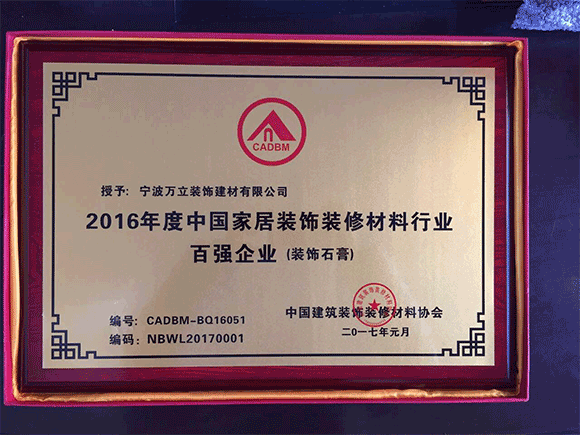 CADBM
授予: 宁波万立装饰建材有限公司
2016年度中国家居装饰装修材料行业
百强企业 (装饰石膏)
编号: CADBM-BQ16051
编码: NBWL20170001
中国建筑装饰装修材料协会
二〇一七年元月